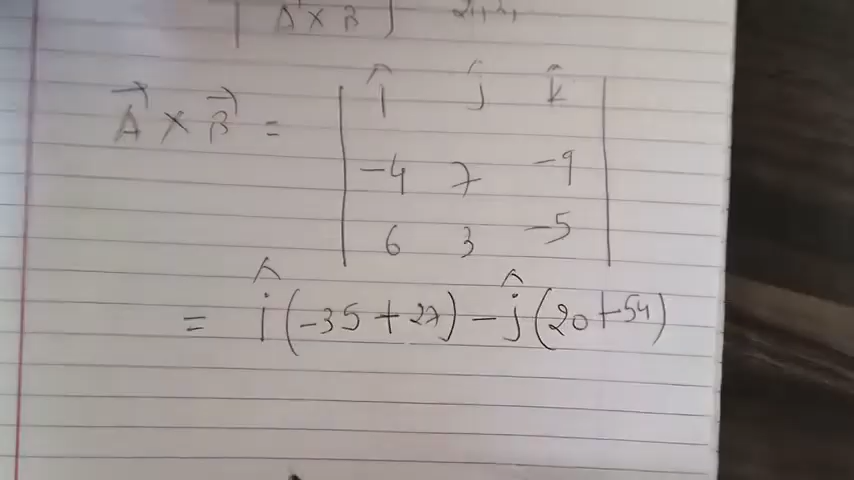 | A × B |
A⃗ × B⃗ = | î ĵ k̂ |
-4 7 -9
6 3 -5
= î (-35 + 27) - ĵ (20 + 54)